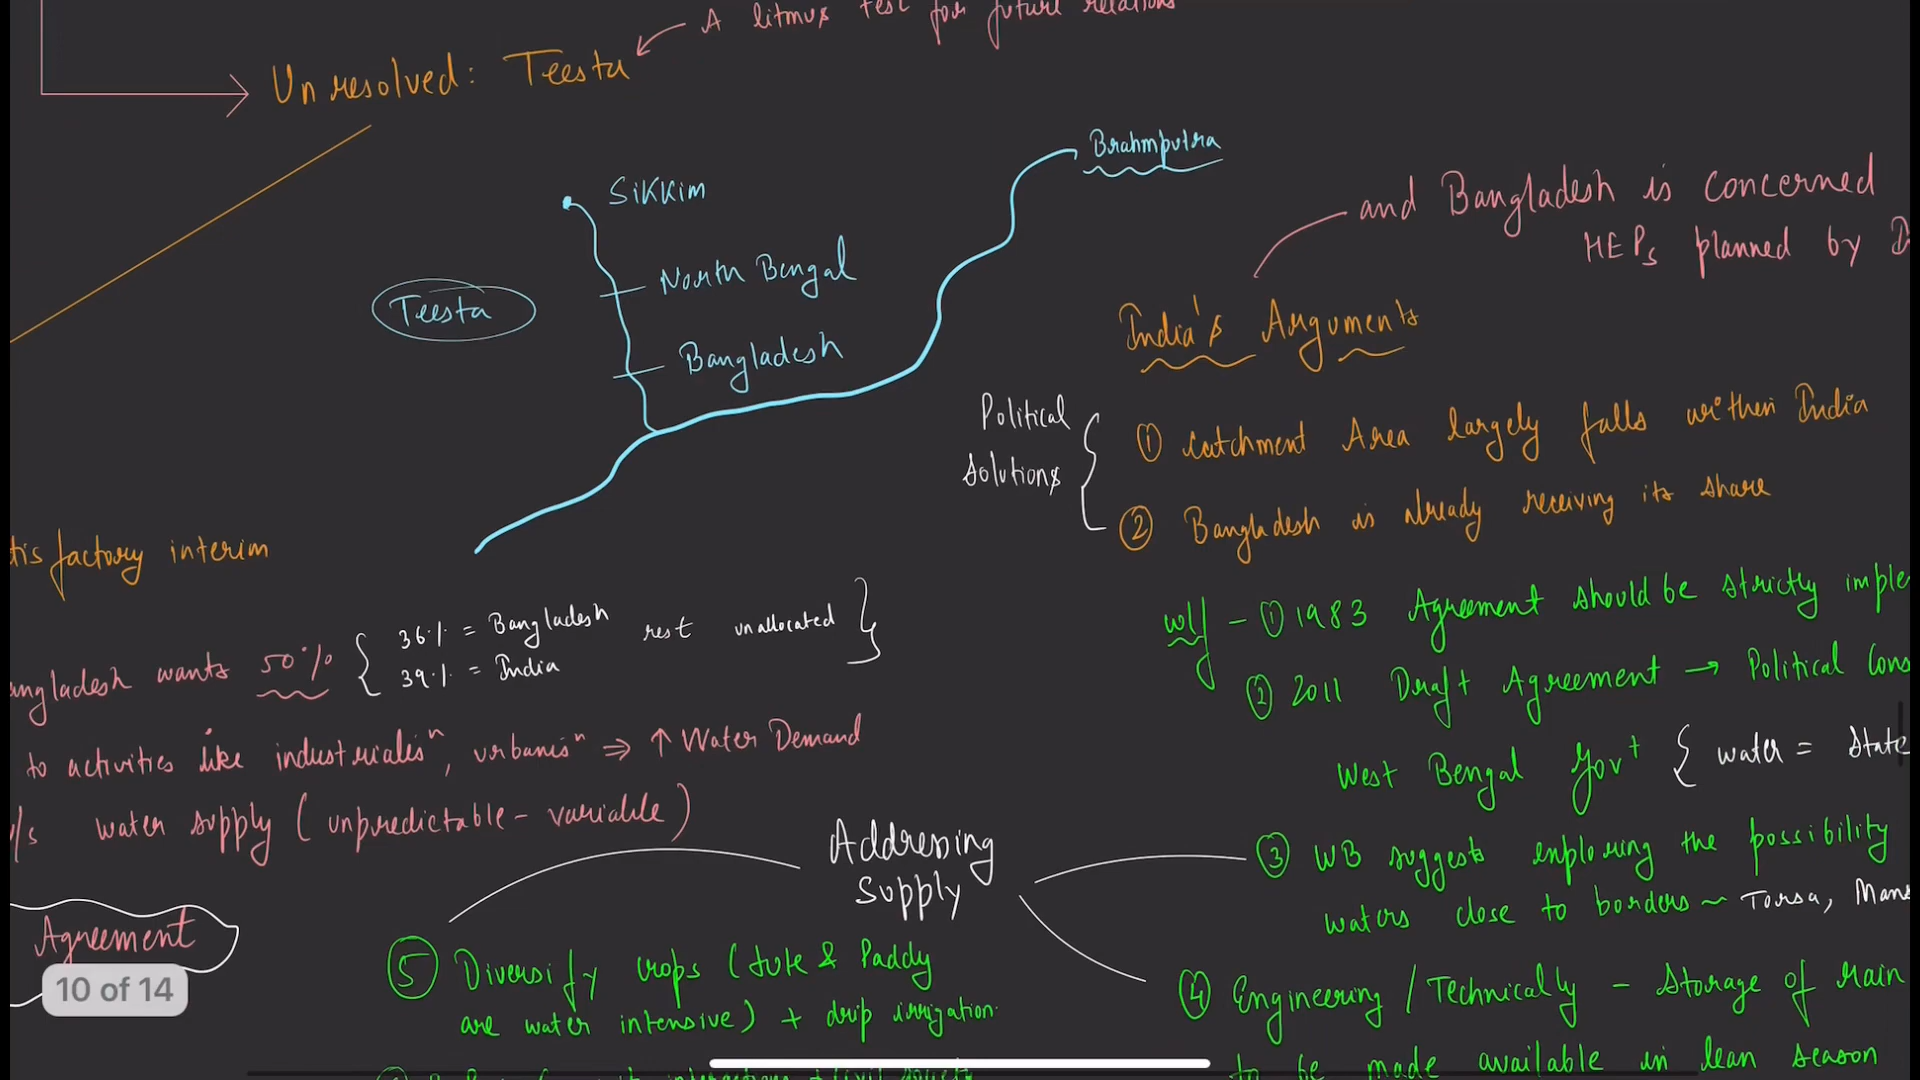 A litmus test for future relations
Unresolved: Teesta
Brahmputra
Sikkim
and Bangladesh is concerned
HEPs planned by
North Bengal
Teesta
India's Arguments
Bangladesh
Political
Solutions
① Catchment Area largely falls within India
② Bangladesh is already receiving its share
tisfactory interim
36% = Bangladesh rest unallocated
39% = India
angladesh wants 50%
wf - ① 1983 Agreement should be strictly imple
② 2011 Draft Agreement → Political Cons
West Bengal Govt { water = State
to activities like industrialisⁿ, urbanisⁿ ⇒ ↑ Water Demand
v/s water supply (unpredictable - variable)
Addressing
Supply
③ WB suggests exploring the possibility
waters close to borders ~ Torsa, Mans
Agreement
10 of 14
⑤ Diversify crops (Jute & Paddy
are water intensive) + drip irrigation.
④ Engineering / Technically - Storage of rain
to be made available in lean season